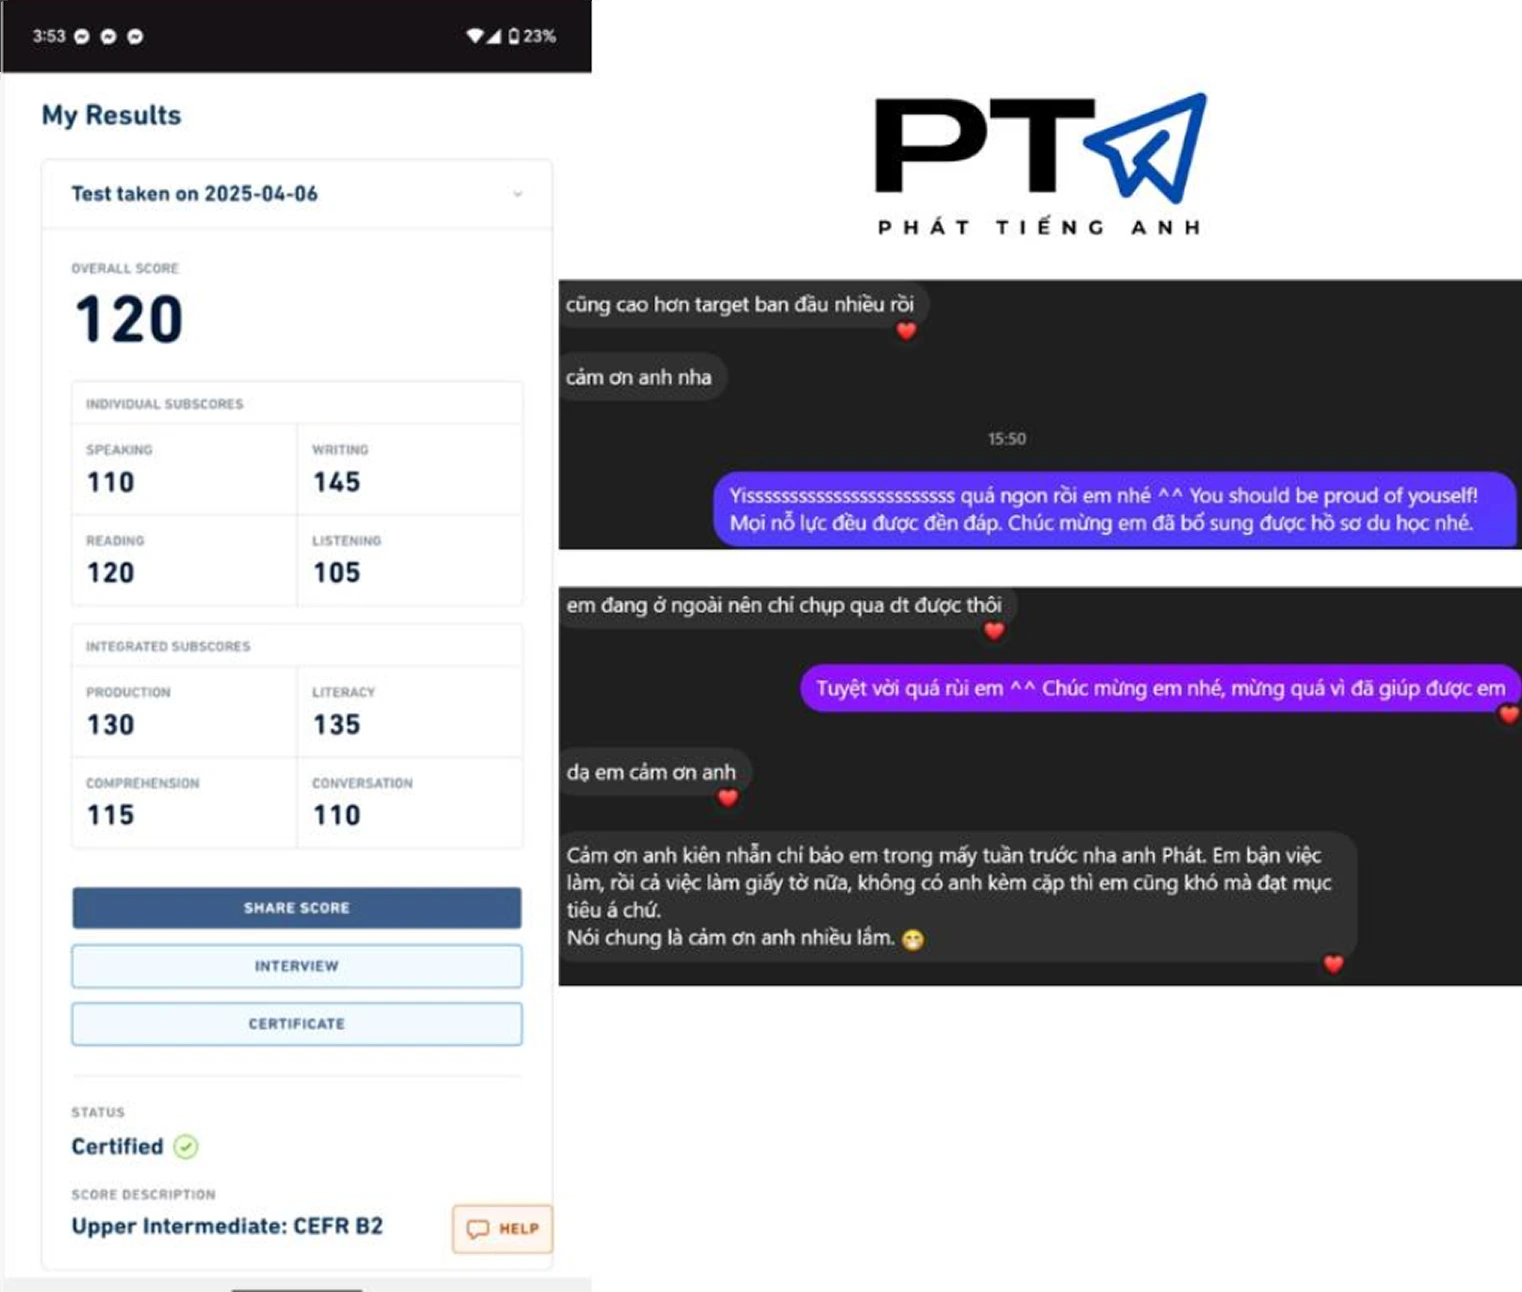 3:53
23%
My Results
Test taken on 2025-04-06
OVERALL SCORE
120
INDIVIDUAL SUBSCORES
SPEAKING
110
WRITING
145
READING
120
LISTENING
105
INTEGRATED SUBSCORES
PRODUCTION
130
LITERACY
135
COMPREHENSION
115
CONVERSATION
110
SHARE SCORE
INTERVIEW
CERTIFICATE
STATUS
Certified
SCORE DESCRIPTION
Upper Intermediate: CEFR B2
HELP
PT
PHÁT TIẾNG ANH
cũng cao hơn target ban đầu nhiều rồi
cảm ơn anh nha
15:50
Yissssssssssssssssssssssss quá ngon rồi em nhé ^^ You should be proud of youself!
Mọi nỗ lực đều được đền đáp. Chúc mừng em đã bổ sung được hồ sơ du học nhé.
em đang ở ngoài nên chỉ chụp qua dt được thôi
Tuyệt vời quá rùi em ^^ Chúc mừng em nhé, mừng quá vì đã giúp được em
dạ em cảm ơn anh
Cảm ơn anh kiên nhẫn chỉ bảo em trong mấy tuần trước nha anh Phát. Em bận việc
làm, rồi cả việc làm giấy tờ nữa, không có anh kèm cặp thì em cũng khó mà đạt mục
tiêu á chứ.
Nói chung là cảm ơn anh nhiều lắm. 😁